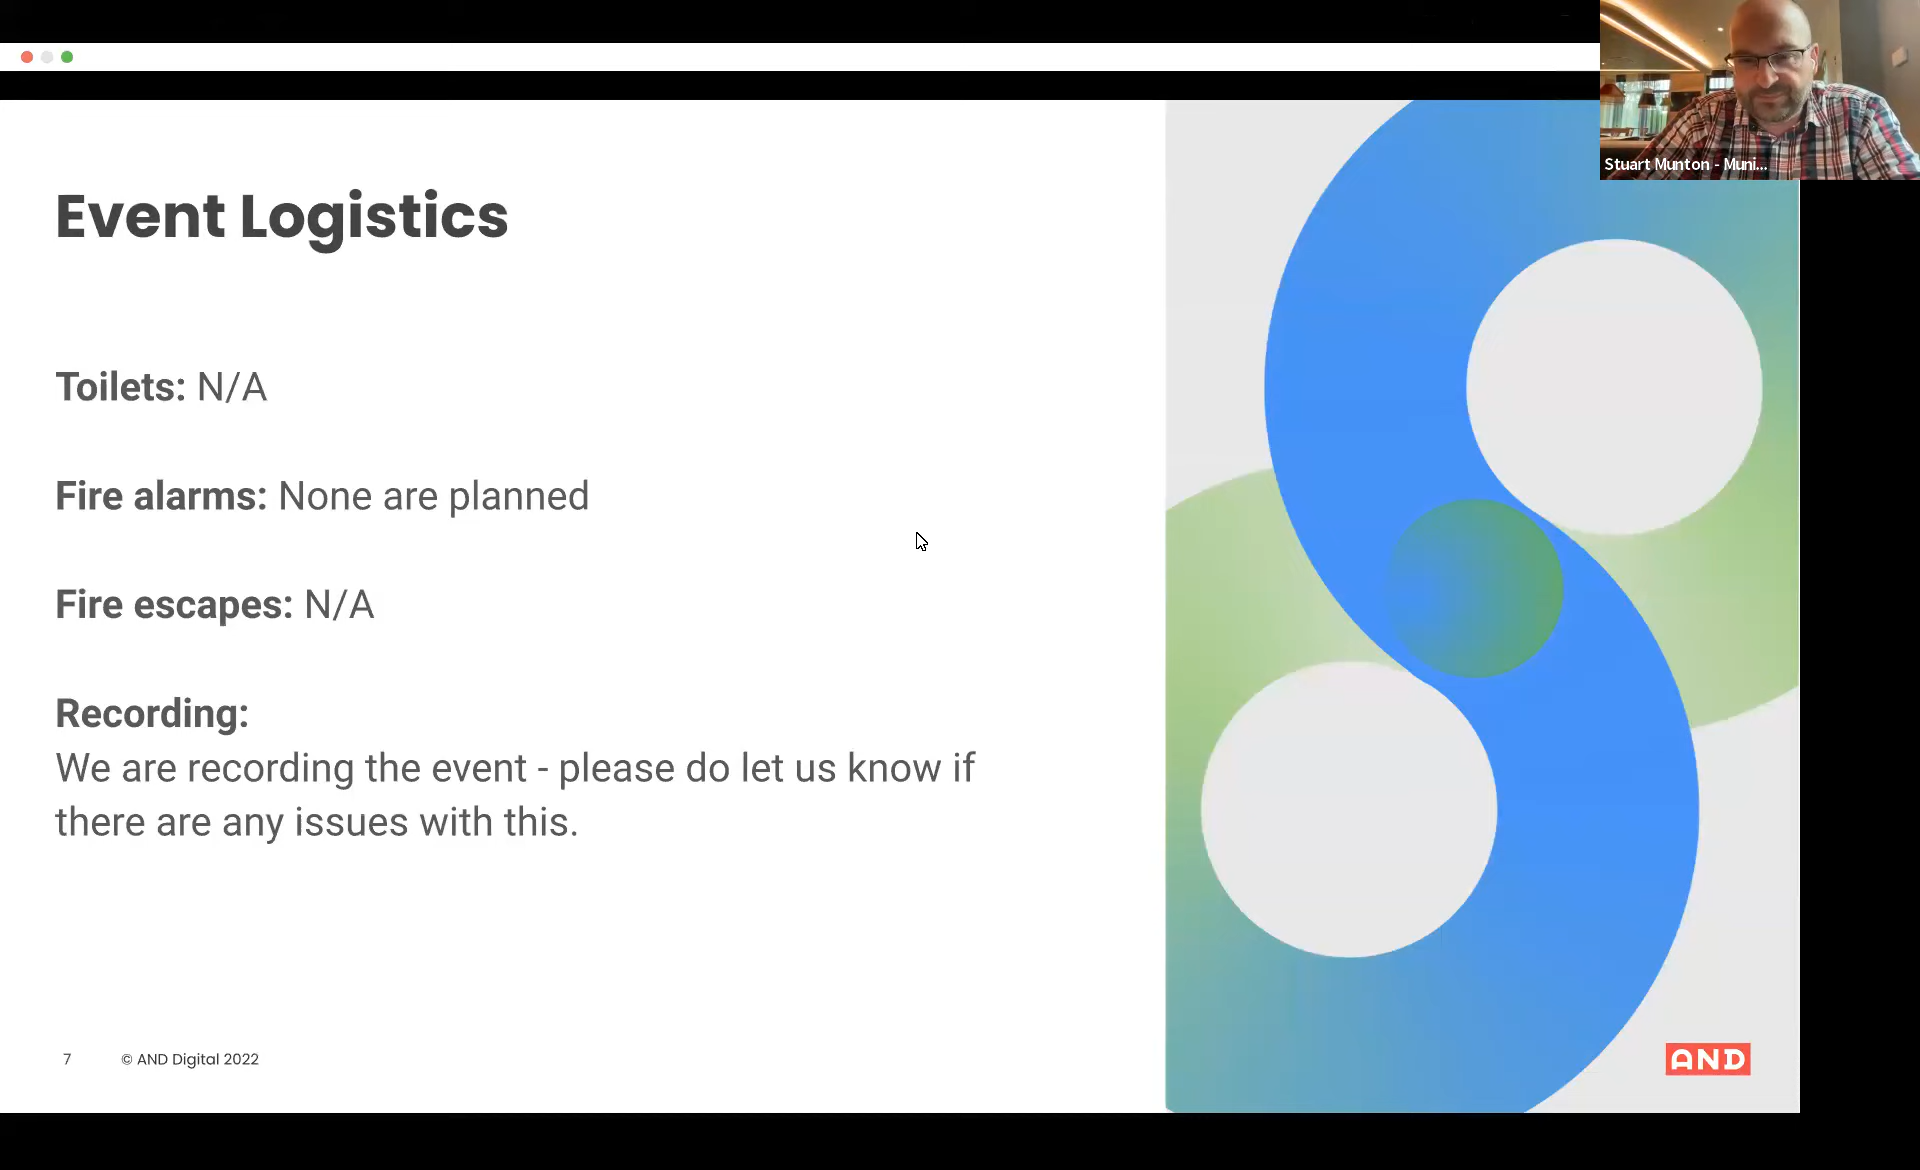 Stuart Munton - Muni...
Event Logistics
Toilets: N/A
Fire alarms: None are planned
Fire escapes: N/A
Recording:
We are recording the event - please do let us know if
there are any issues with this.
7
© AND Digital 2022
AND